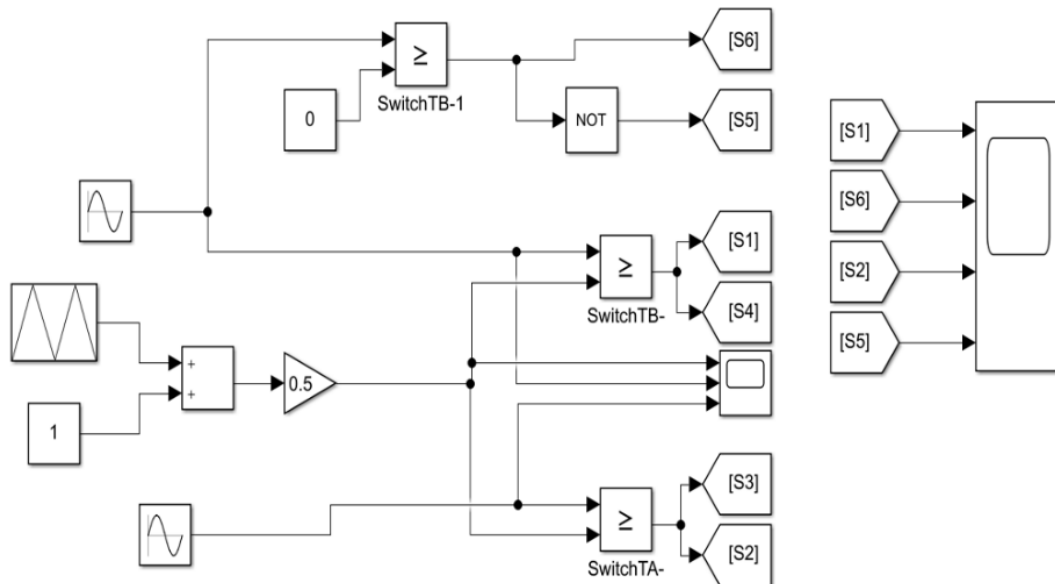 [S6]
≥
SwitchTB-1
0
NOT
[S5]
[S1]
[S6]
[S2]
[S5]
≥
SwitchTB-
[S1]
[S4]
+
+
0.5
1
≥
SwitchTA-
[S3]
[S2]